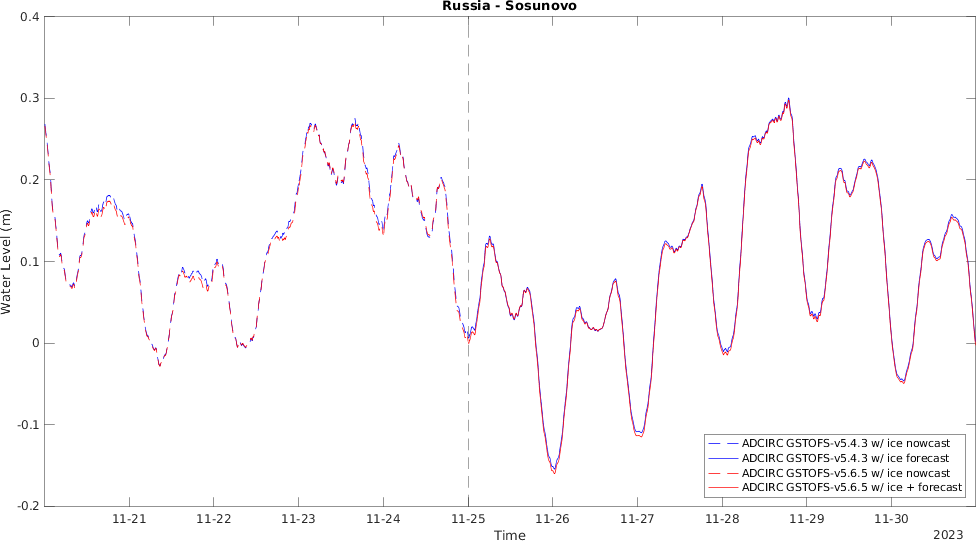 Russia - Sosunovo
0.4
0.3
0.2
0.1
0
-0.1
-0.2
Water Level (m)
11-21
11-22
11-23
11-24
11-25
11-26
11-27
11-28
11-29
11-30
Time
2023
ADCIRC GSTOFS-v5.4.3 w/ ice nowcast
ADCIRC GSTOFS-v5.4.3 w/ ice forecast
ADCIRC GSTOFS-v5.6.5 w/ ice nowcast
ADCIRC GSTOFS-v5.6.5 w/ ice + forecast